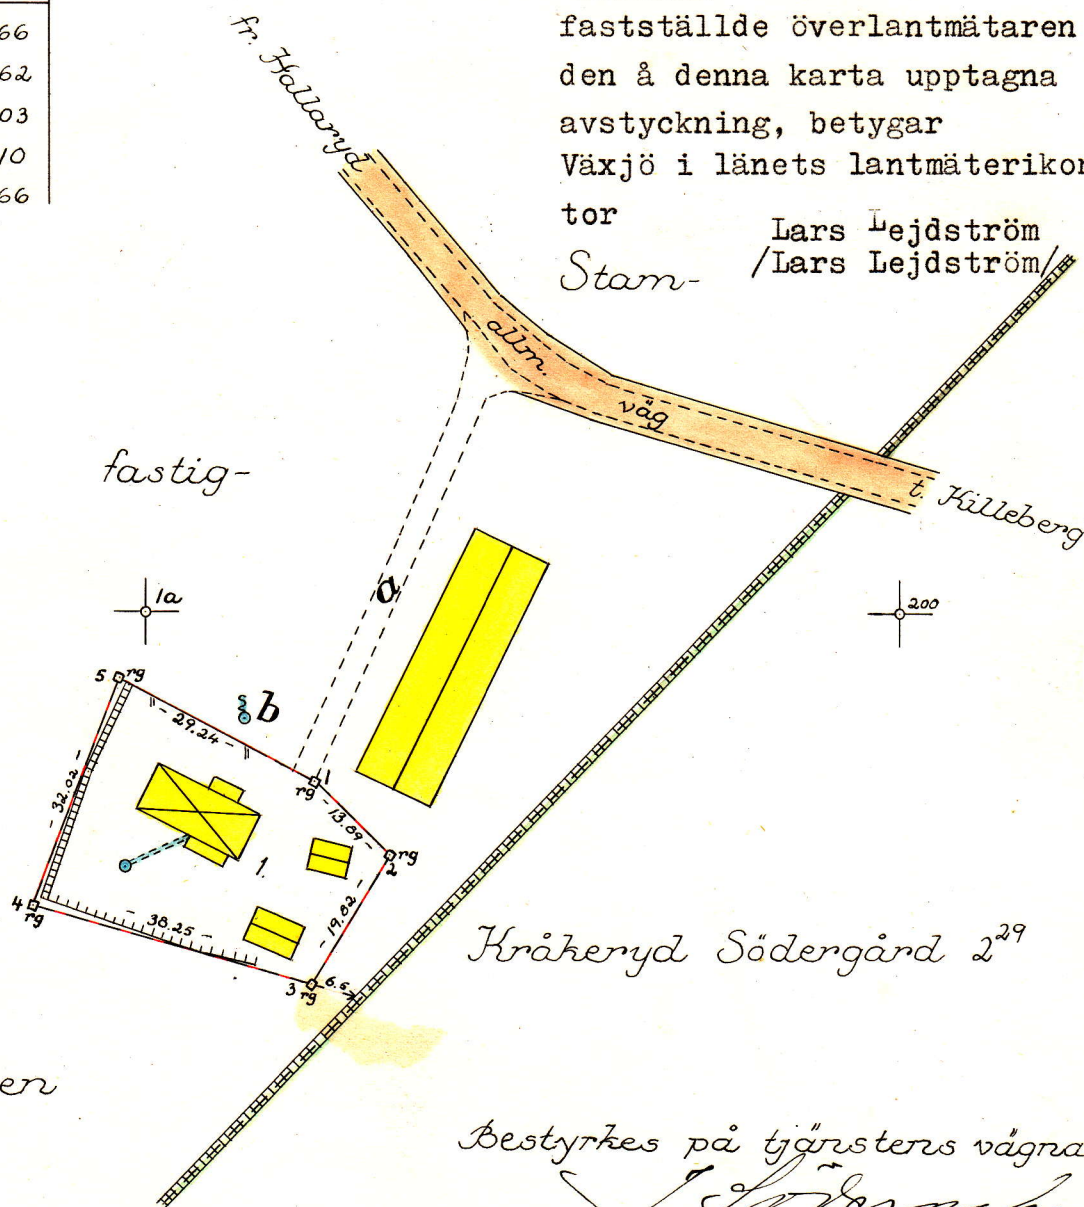 66
62
03
10
66
fastställde överlantmätaren
den å denna karta upptagna
avstyckning, betygar
Växjö i länets lantmäterikon
tor
Lars Lejdström
/Lars Lejdström/
fr. Hallaryd
Stam-
allm.
väg
t. Killeberg
fastig-
1a
a
200
5 rg
b
29.24
1
rg
13.89
32.02
rg
2
1.
19.82
4
rg
38.25
3 rg
6.5
Kråkeryd Södergård 2²⁹
en
Bestyrkes på tjänstens vägna